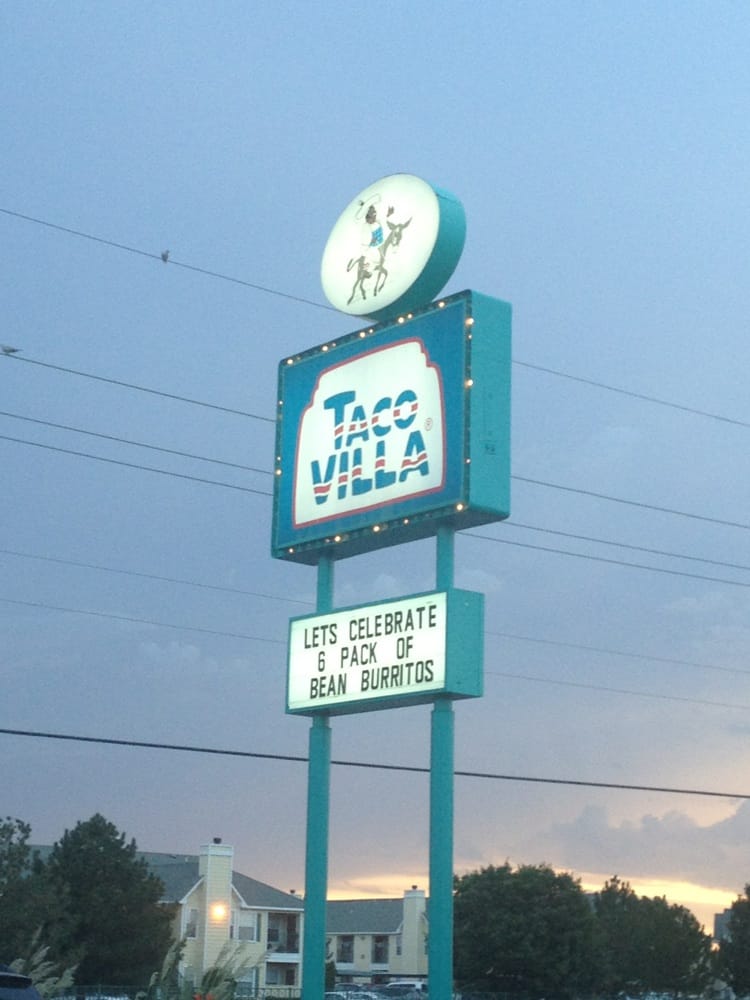 TACO
VILLA
®
LETS CELEBRATE
6 PACK OF
BEAN BURRITOS